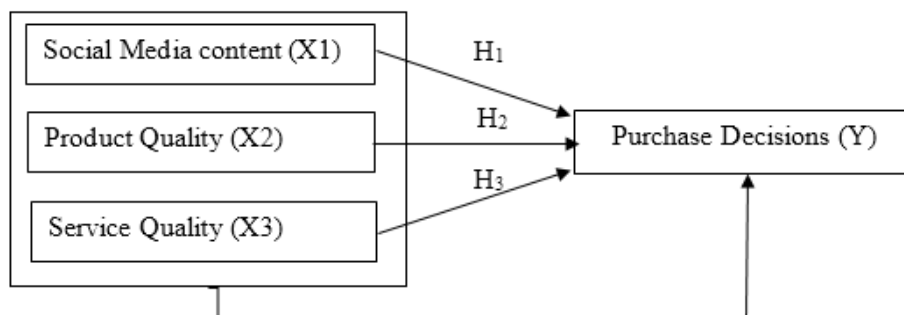 Social Media content (X1)
H₁
Product Quality (X2)
H₂
Purchase Decisions (Y)
H₃
Service Quality (X3)